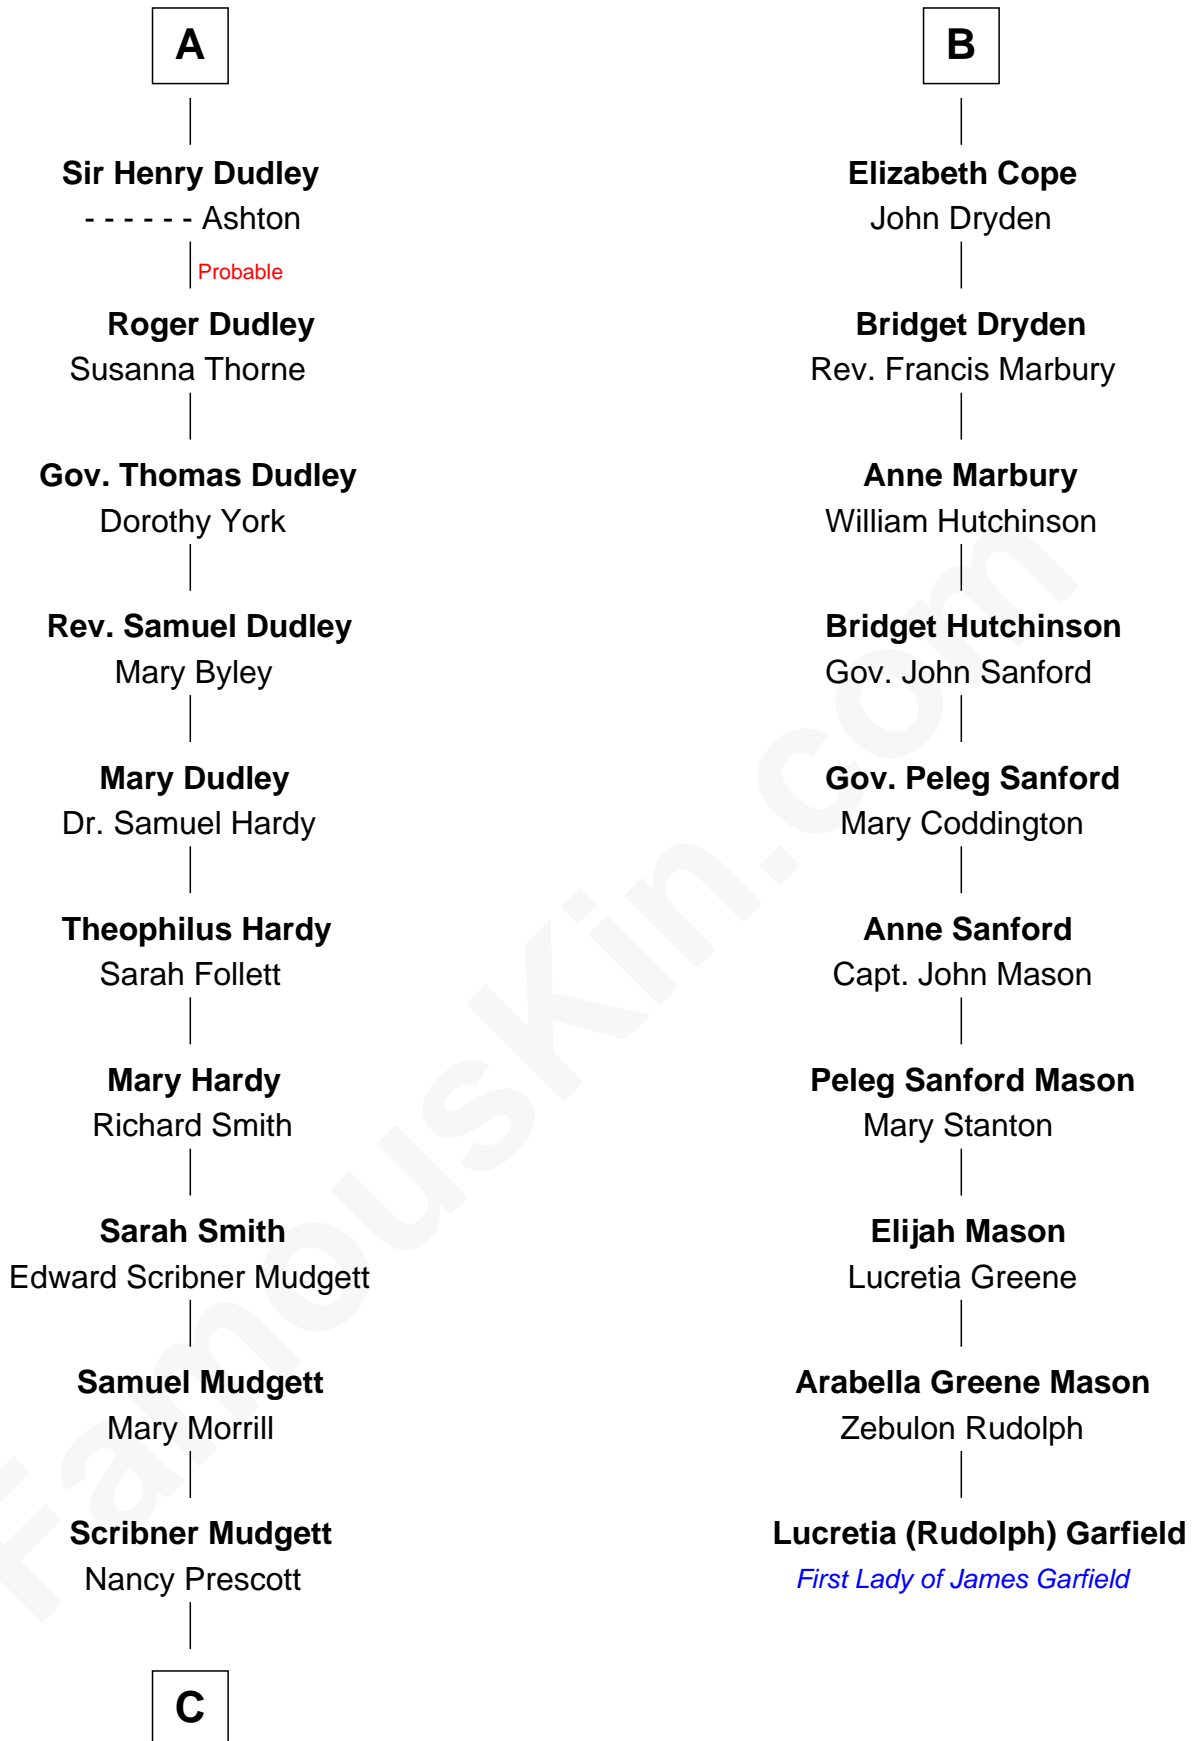 A
Sir Henry Dudley
- - - - - - Ashton
Probable
Roger Dudley
Susanna Thorne
Gov. Thomas Dudley
Dorothy York
Rev. Samuel Dudley
Mary Byley
Mary Dudley
Dr. Samuel Hardy
Theophilus Hardy
Sarah Follett
Mary Hardy
Richard Smith
Sarah Smith
Edward Scribner Mudgett
Samuel Mudgett
Mary Morrill
Scribner Mudgett
Nancy Prescott
C
B
Elizabeth Cope
John Dryden
Bridget Dryden
Rev. Francis Marbury
Anne Marbury
William Hutchinson
Bridget Hutchinson
Gov. John Sanford
Gov. Peleg Sanford
Mary Coddington
Anne Sanford
Capt. John Mason
Peleg Sanford Mason
Mary Stanton
Elijah Mason
Lucretia Greene
Arabella Greene Mason
Zebulon Rudolph
Lucretia (Rudolph) Garfield
First Lady of James Garfield
FamousKin.com